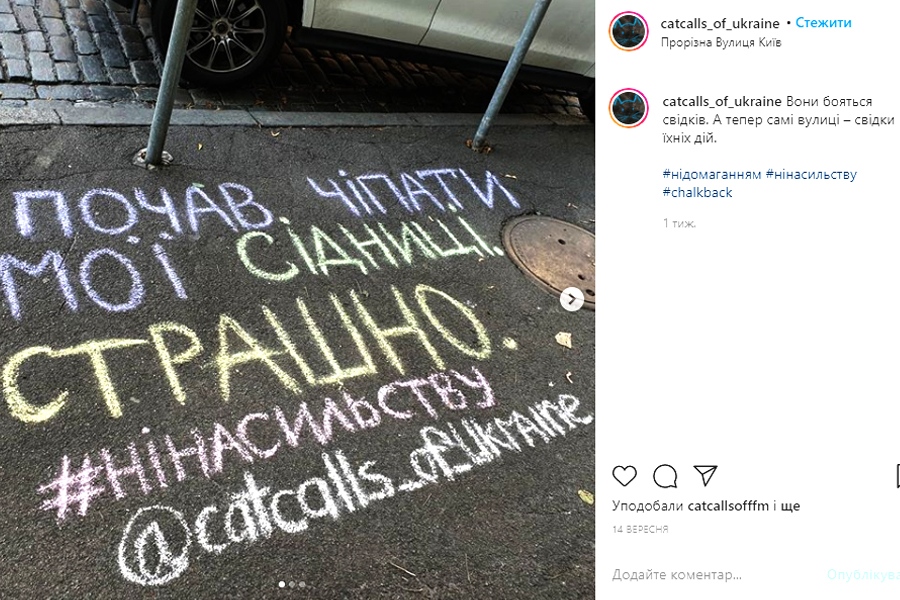 ПОЧАВ ЧІПАТИ
МОЇ СІДНИЦІ.
СТРАШНО.
#НІНАСИЛЬСТВУ
@catcalls_of_UKRAINE
catcalls_of_ukraine • Стежити
Прорізна Вулиця Київ
catcalls_of_ukraine Вони бояться
свідків. А тепер самі вулиці – свідки
їхніх дій.
#нідомаганням #нінасильству
#chalkback
1 тиж.
Уподобали catcallsofffm і ще
14 ВЕРЕСНЯ
Додайте коментар...
Опублікува